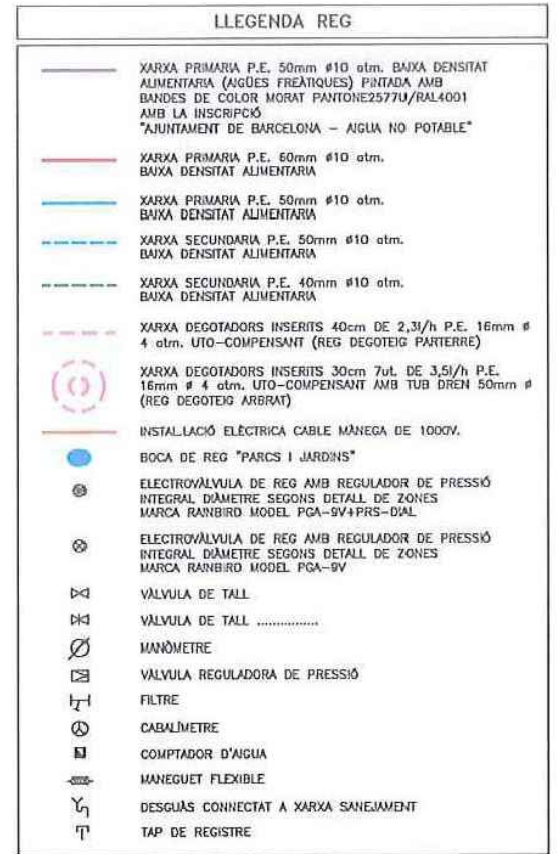 LLEGENDA REG
XARXA PRIMARIA P.E. 50mm ø10 atm. BAIXA DENSITAT
ALIMENTARIA (AIGÜES FREÀTIQUES) PINTADA AMB
BANDES DE COLOR MORAT PANTONE2577U/RAL4001
AMB LA INSCRIPCIÓ
"AJUNTAMENT DE BARCELONA – AIGUA NO POTABLE"
XARXA PRIMARIA P.E. 60mm ø10 atm.
BAIXA DENSITAT ALIMENTARIA
XARXA PRIMARIA P.E. 50mm ø10 atm.
BAIXA DENSITAT ALIMENTARIA
XARXA SECUNDARIA P.E. 50mm ø10 atm.
BAIXA DENSITAT ALIMENTARIA
XARXA SECUNDARIA P.E. 40mm ø10 atm.
BAIXA DENSITAT ALIMENTARIA
XARXA DEGOTADORS INSERITS 40cm DE 2,3l/h P.E. 16mm ø
4 atm. UTO-COMPENSANT (REG DEGOTEIG PARTERRE)
XARXA DEGOTADORS INSERITS 30cm 7ut. DE 3,5l/h P.E.
16mm ø 4 atm. UTO-COMPENSANT AMB TUB DREN 50mm ø
(REG DEGOTEIG ARBRAT)
INSTAL.LACIÓ ELÈCTRICA CABLE MÀNEGA DE 1000V.
BOCA DE REG "PARCS I JARDINS"
ELECTROVÀLVULA DE REG AMB REGULADOR DE PRESSIÓ
INTEGRAL DIÀMETRE SEGONS DETALL DE ZONES
MARCA RAINBIRD MODEL PGA-9V+PRS-DIAL
ELECTROVÀLVULA DE REG AMB REGULADOR DE PRESSIÓ
INTEGRAL DIÀMETRE SEGONS DETALL DE ZONES
MARCA RAINBIRD MODEL PGA-9V
VÀLVULA DE TALL
VÀLVULA DE TALL ................
MANÒMETRE
VÀLVULA REGULADORA DE PRESSIÓ
FILTRE
CABALÍMETRE
COMPTADOR D'AIGUA
MANEGUET FLEXIBLE
DESGUÀS CONNECTAT A XARXA SANEJAMENT
TAP DE REGISTRE